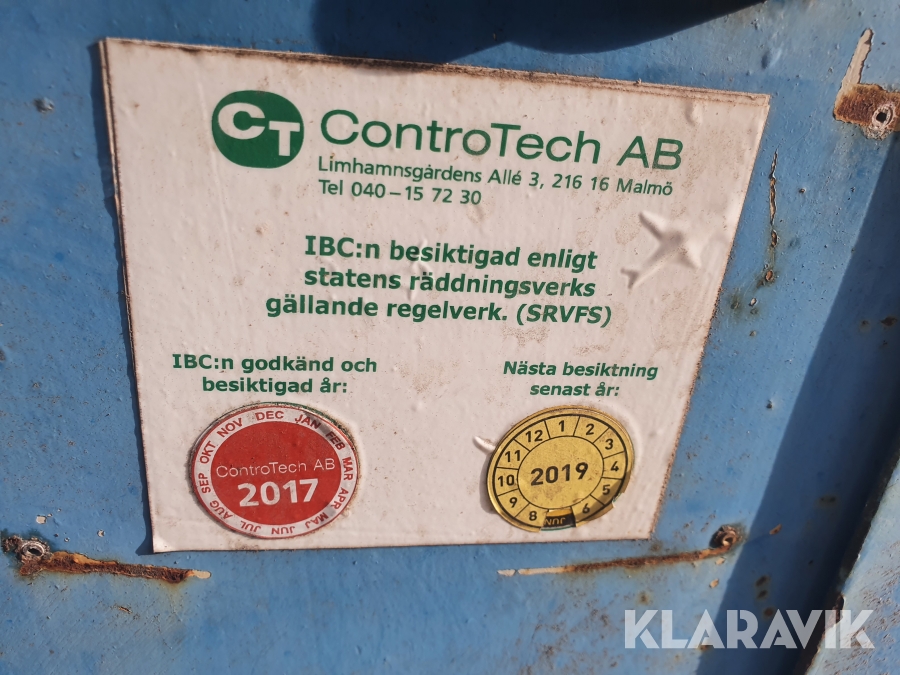 CT ControTech AB
Limhamnsgårdens Allé 3, 216 16 Malmö
Tel 040-15 72 30
IBC:n besiktigad enligt
statens räddningsverks
gällande regelverk. (SRVFS)
IBC:n godkänd och
besiktigad år:
JAN FEB MAR APR MAJ JUN JUL AUG SEP OKT NOV DEC
ControTech AB
2017
Nästa besiktning
senast år:
1 2 3 4 5 6 8 9 10 11 12
2019
JUN
KLARAVIK